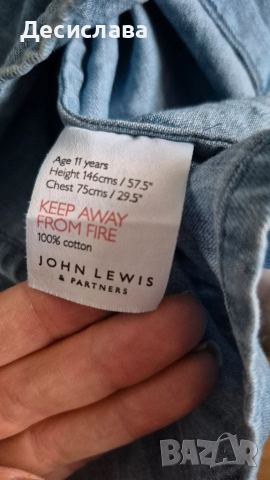 Десислава
Age 11 years
Height 146cms / 57.5"
Chest 75cms / 29.5"
KEEP AWAY
FROM FIRE
100% cotton
JOHN LEWIS
& PARTNERS
BAZAR